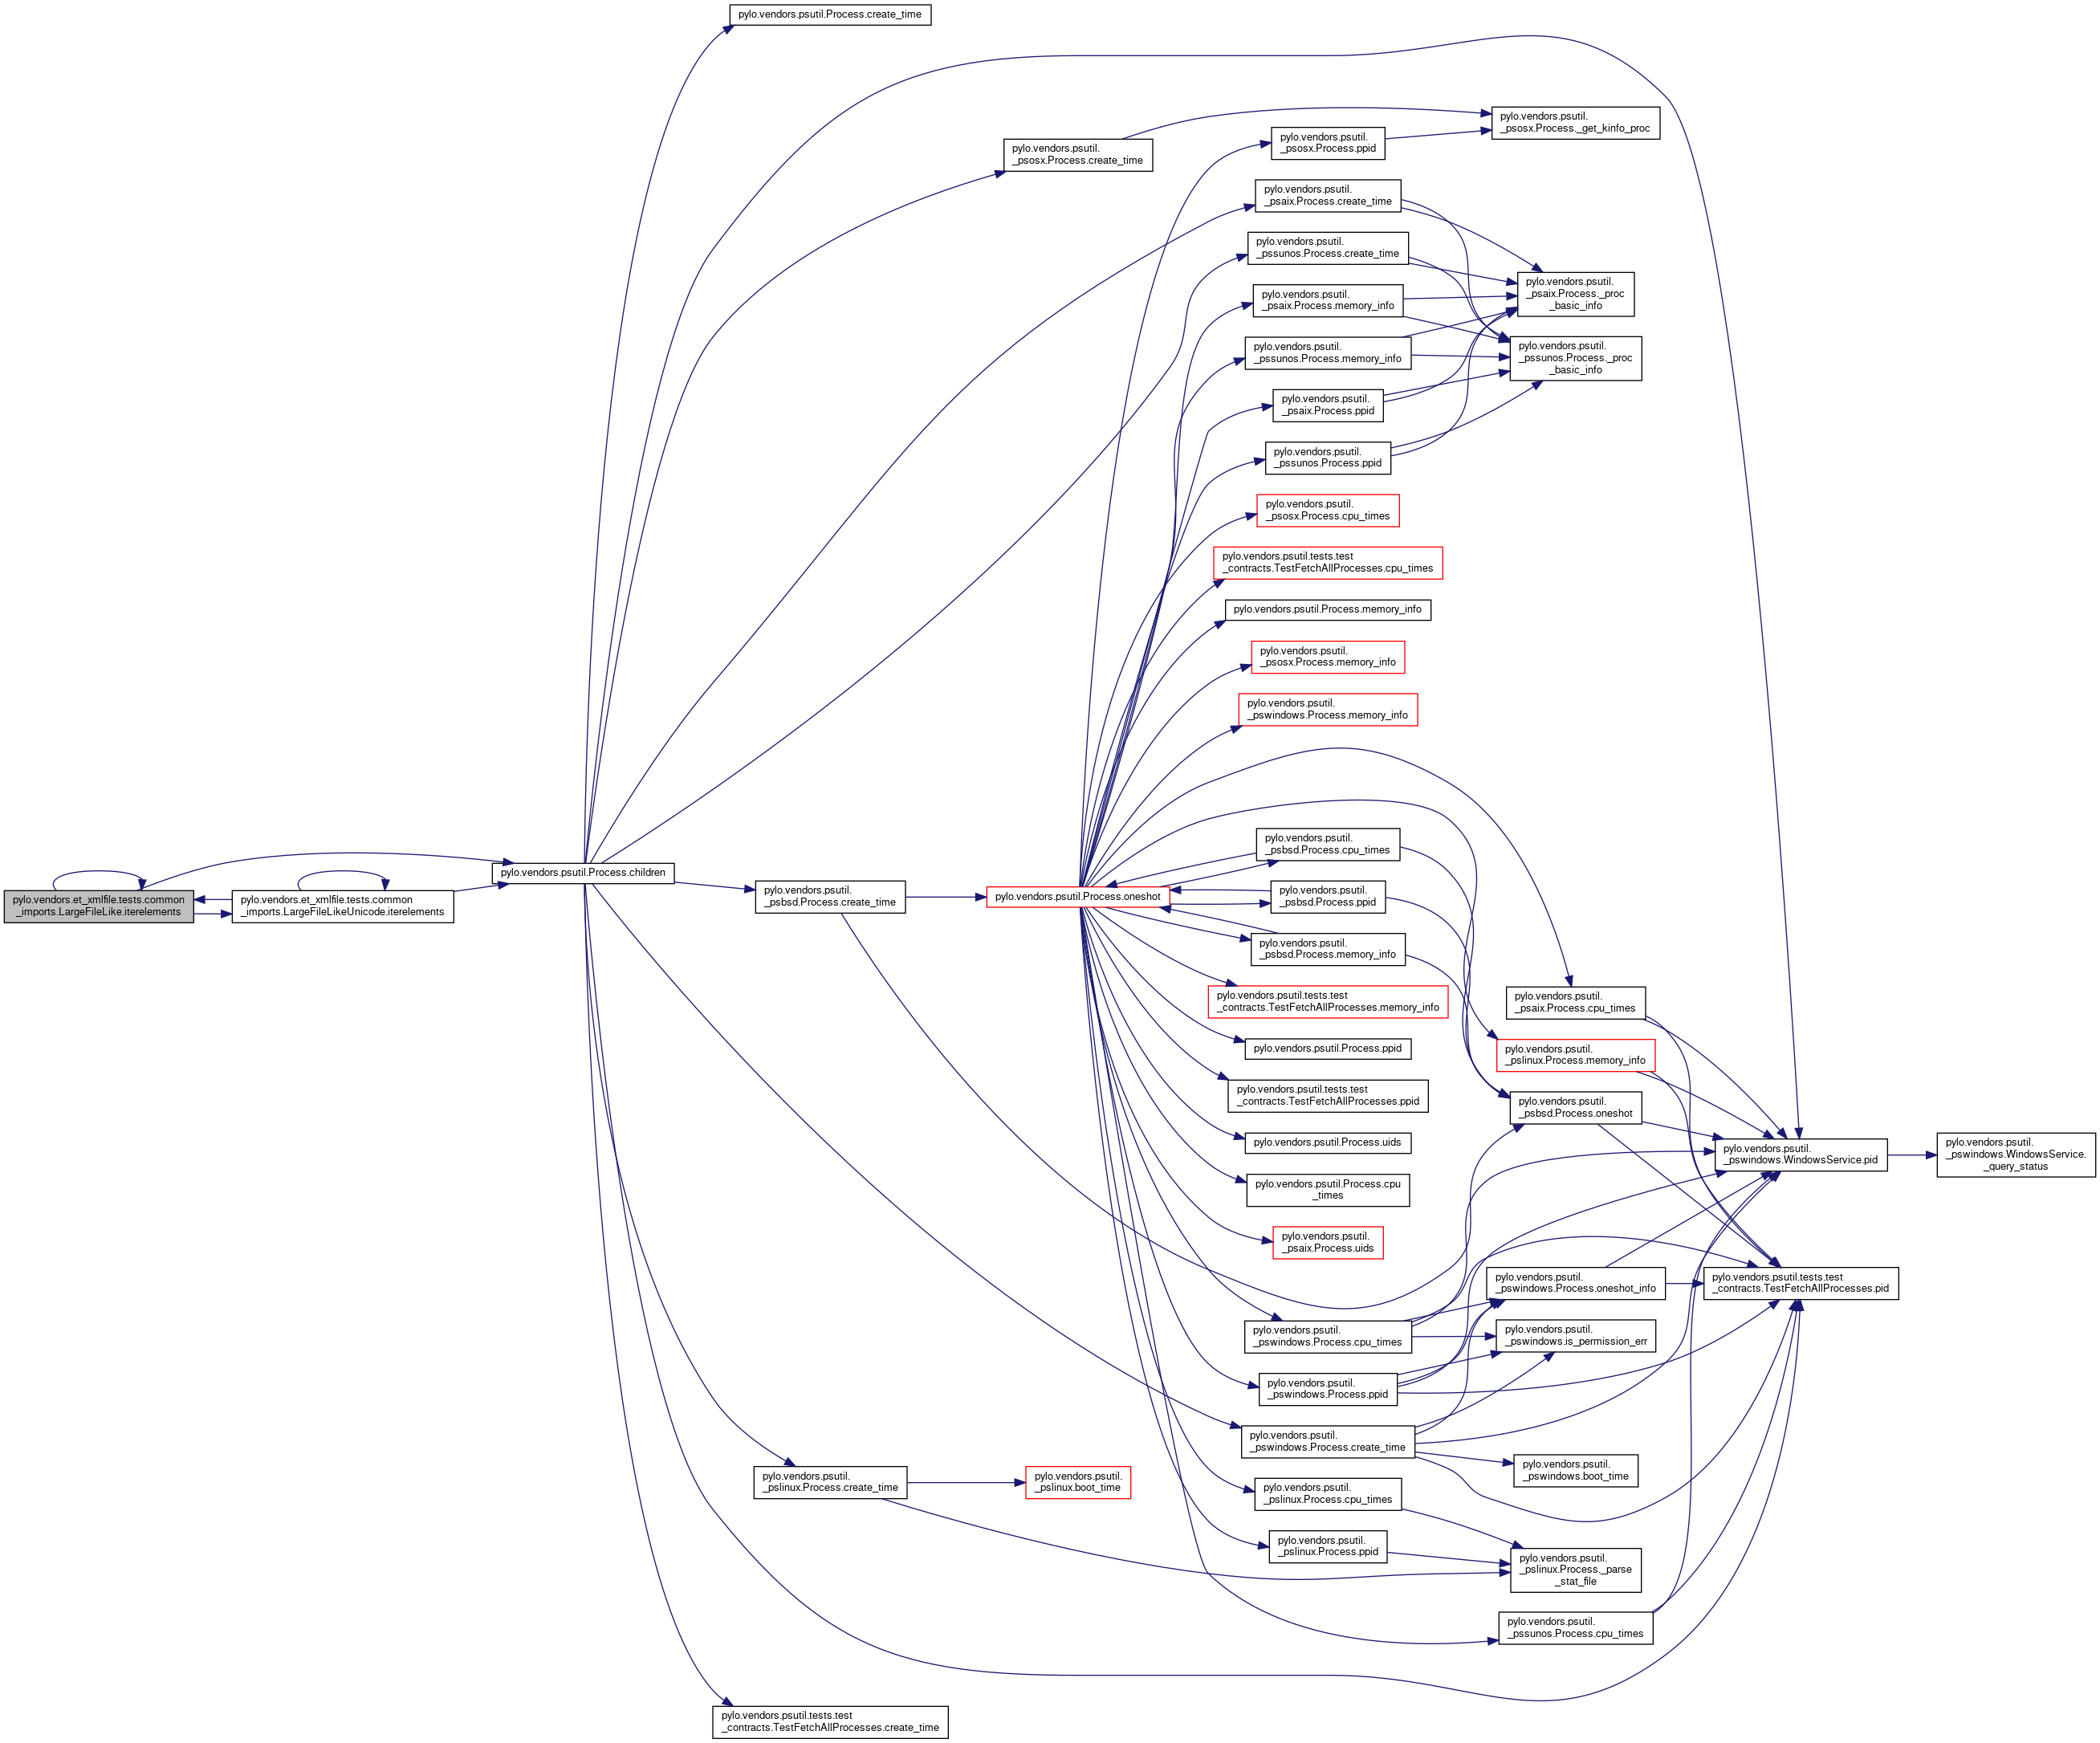 pylo.vendors.psutil.Process.create_time
pylo.vendors.psutil.
_psosx.Process._get_kinfo_proc
pylo.vendors.psutil.
_psosx.Process.ppid
pylo.vendors.psutil.
_psosx.Process.create_time
pylo.vendors.psutil.
_psaix.Process.create_time
pylo.vendors.psutil.
_pssunos.Process.create_time
pylo.vendors.psutil.
_psaix.Process._proc
_basic_info
pylo.vendors.psutil.
_psaix.Process.memory_info
pylo.vendors.psutil.
_pssunos.Process.memory_info
pylo.vendors.psutil.
_pssunos.Process._proc
_basic_info
pylo.vendors.psutil.
_psaix.Process.ppid
pylo.vendors.psutil.
_pssunos.Process.ppid
pylo.vendors.psutil.
_psosx.Process.cpu_times
pylo.vendors.psutil.tests.test
_contracts.TestFetchAllProcesses.cpu_times
pylo.vendors.psutil.Process.memory_info
pylo.vendors.psutil.
_psosx.Process.memory_info
pylo.vendors.psutil.
_pswindows.Process.memory_info
pylo.vendors.psutil.
_psbsd.Process.cpu_times
pylo.vendors.psutil.Process.children
pylo.vendors.et_xmlfile.tests.common
_imports.LargeFileLike.iterelements
pylo.vendors.et_xmlfile.tests.common
_imports.LargeFileLikeUnicode.iterelements
pylo.vendors.psutil.
_psbsd.Process.create_time
pylo.vendors.psutil.Process.oneshot
pylo.vendors.psutil.
_psbsd.Process.ppid
pylo.vendors.psutil.
_psbsd.Process.memory_info
pylo.vendors.psutil.tests.test
_contracts.TestFetchAllProcesses.memory_info
pylo.vendors.psutil.
_psaix.Process.cpu_times
pylo.vendors.psutil.Process.ppid
pylo.vendors.psutil.
_pslinux.Process.memory_info
pylo.vendors.psutil.tests.test
_contracts.TestFetchAllProcesses.ppid
pylo.vendors.psutil.
_psbsd.Process.oneshot
pylo.vendors.psutil.Process.uids
pylo.vendors.psutil.
_pswindows.WindowsService.pid
pylo.vendors.psutil.
_pswindows.WindowsService.
_query_status
pylo.vendors.psutil.Process.cpu
_times
pylo.vendors.psutil.
_psaix.Process.uids
pylo.vendors.psutil.
_pswindows.Process.oneshot_info
pylo.vendors.psutil.tests.test
_contracts.TestFetchAllProcesses.pid
pylo.vendors.psutil.
_pswindows.Process.cpu_times
pylo.vendors.psutil.
_pswindows.is_permission_err
pylo.vendors.psutil.
_pswindows.Process.ppid
pylo.vendors.psutil.
_pswindows.Process.create_time
pylo.vendors.psutil.
_pswindows.boot_time
pylo.vendors.psutil.
_pslinux.Process.create_time
pylo.vendors.psutil.
_pslinux.boot_time
pylo.vendors.psutil.
_pslinux.Process.cpu_times
pylo.vendors.psutil.
_pslinux.Process.ppid
pylo.vendors.psutil.
_pslinux.Process._parse
_stat_file
pylo.vendors.psutil.
_pssunos.Process.cpu_times
pylo.vendors.psutil.tests.test
_contracts.TestFetchAllProcesses.create_time